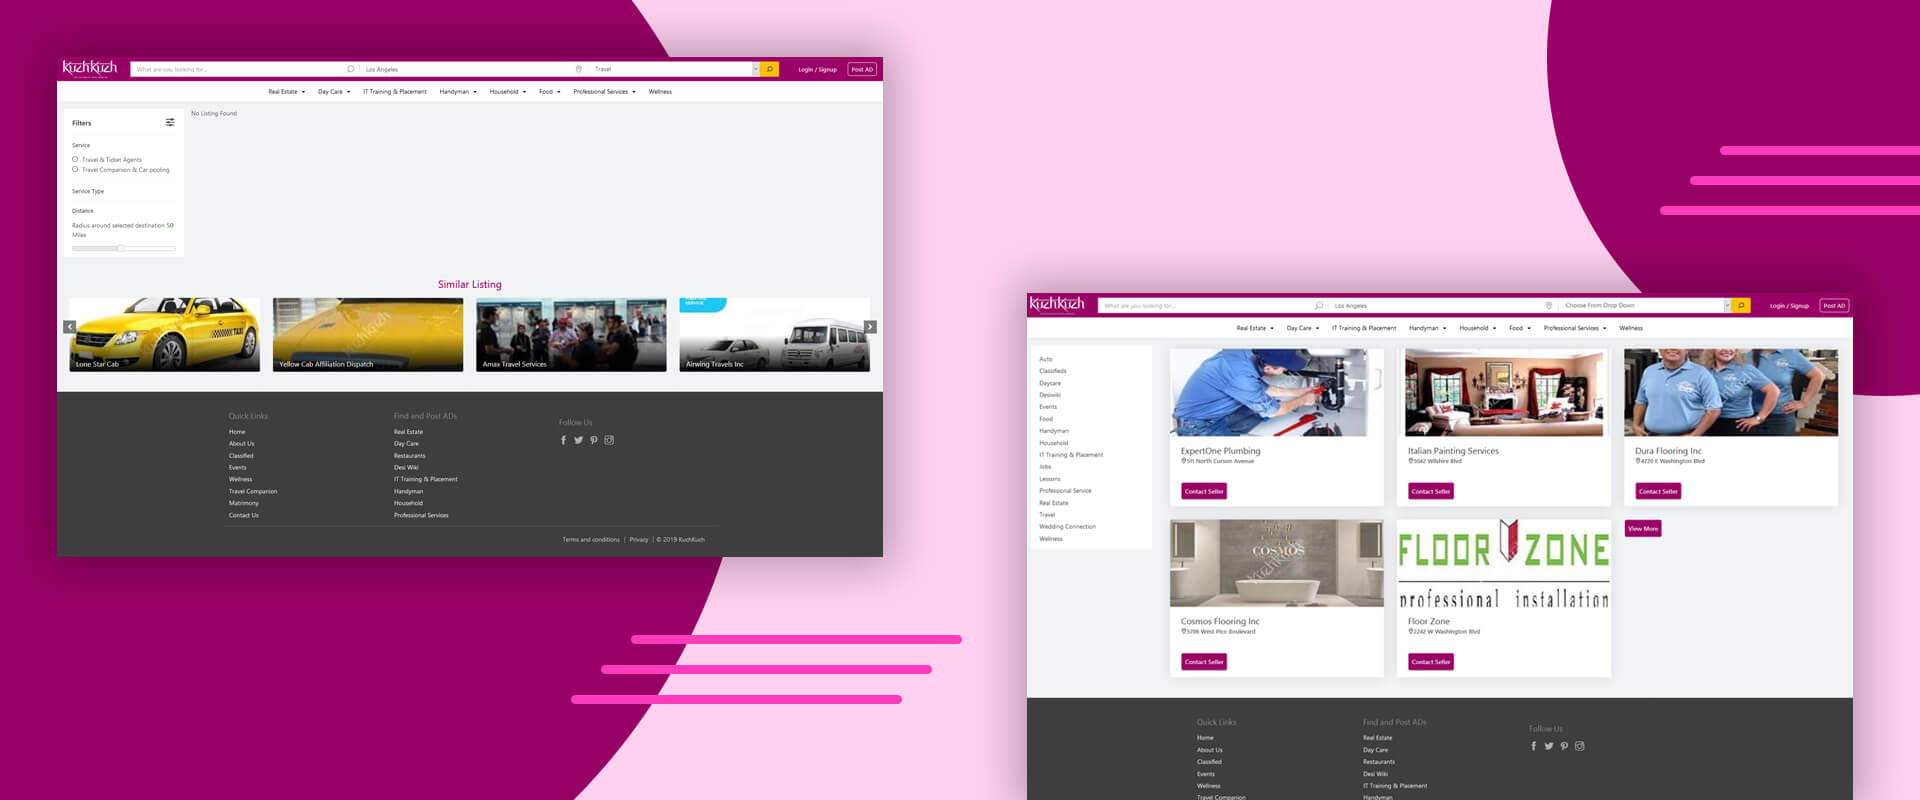 KuchKuch
What are you looking for...
Los Angeles
Travel
Login / Signup
Post AD
Real Estate
Day Care
IT Training & Placement
Handyman
Household
Food
Professional Services
Wellness
Filters
Service
Travel & Ticket Agents
Travel Companion & Car pooling
Service Type
Distance
Radius around selected destination 50
Miles
No Listing Found
Similar Listing
TAXI
Lone Star Cab
KuchKuch
Yellow Cab Affiliation Dispatch
Amax Travel Services
SERVICE
Airwing Travels Inc
Quick Links
Home
About Us
Classified
Events
Wellness
Travel Companion
Matrimony
Contact Us
Find and Post ADs
Real Estate
Day Care
Restaurants
Desi Wiki
IT Training & Placement
Handyman
Household
Professional Services
Follow Us
Terms and conditions | Privacy | © 2019 KuchKuch
KuchKuch
What are you looking for...
Los Angeles
Choose From Drop Down
Login / Signup
Post AD
Real Estate
Day Care
IT Training & Placement
Handyman
Household
Food
Professional Services
Wellness
Auto
Classifieds
Daycare
Desiwiki
Events
Food
Handyman
Household
IT Training & Placement
Jobs
Lessons
Professional Service
Real Estate
Travel
Wedding Connection
Wellness
ExpertOne Plumbing
511 North Curson Avenue
Contact Seller
Italian Painting Services
5042 Wilshire Blvd
Contact Seller
Dura Flooring Inc
4720 E Washington Blvd
Contact Seller
COSMOS
KuchKuch
Cosmos Flooring Inc
5706 West Pico Boulevard
Contact Seller
FLOOR ZONE
professional installation
Floor Zone
2242 W Washington Blvd
Contact Seller
View More
Quick Links
Home
About Us
Classified
Events
Wellness
Travel Companion
Find and Post ADs
Real Estate
Day Care
Restaurants
Desi Wiki
IT Training & Placement
Handyman
Follow Us